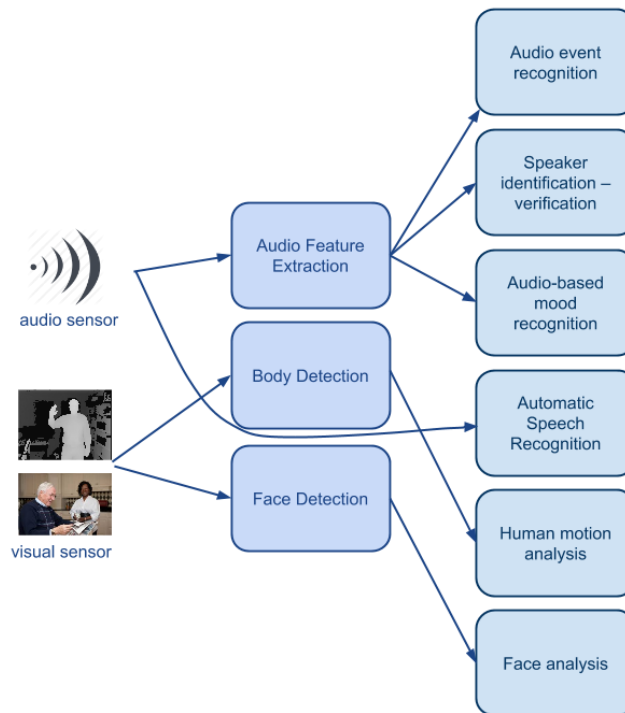 Audio event
recognition
Speaker
identification –
verification
Audio Feature
Extraction
Audio-based
mood
recognition
audio sensor
Body Detection
Automatic
Speech
Recognition
Face Detection
visual sensor
Human motion
analysis
Face analysis